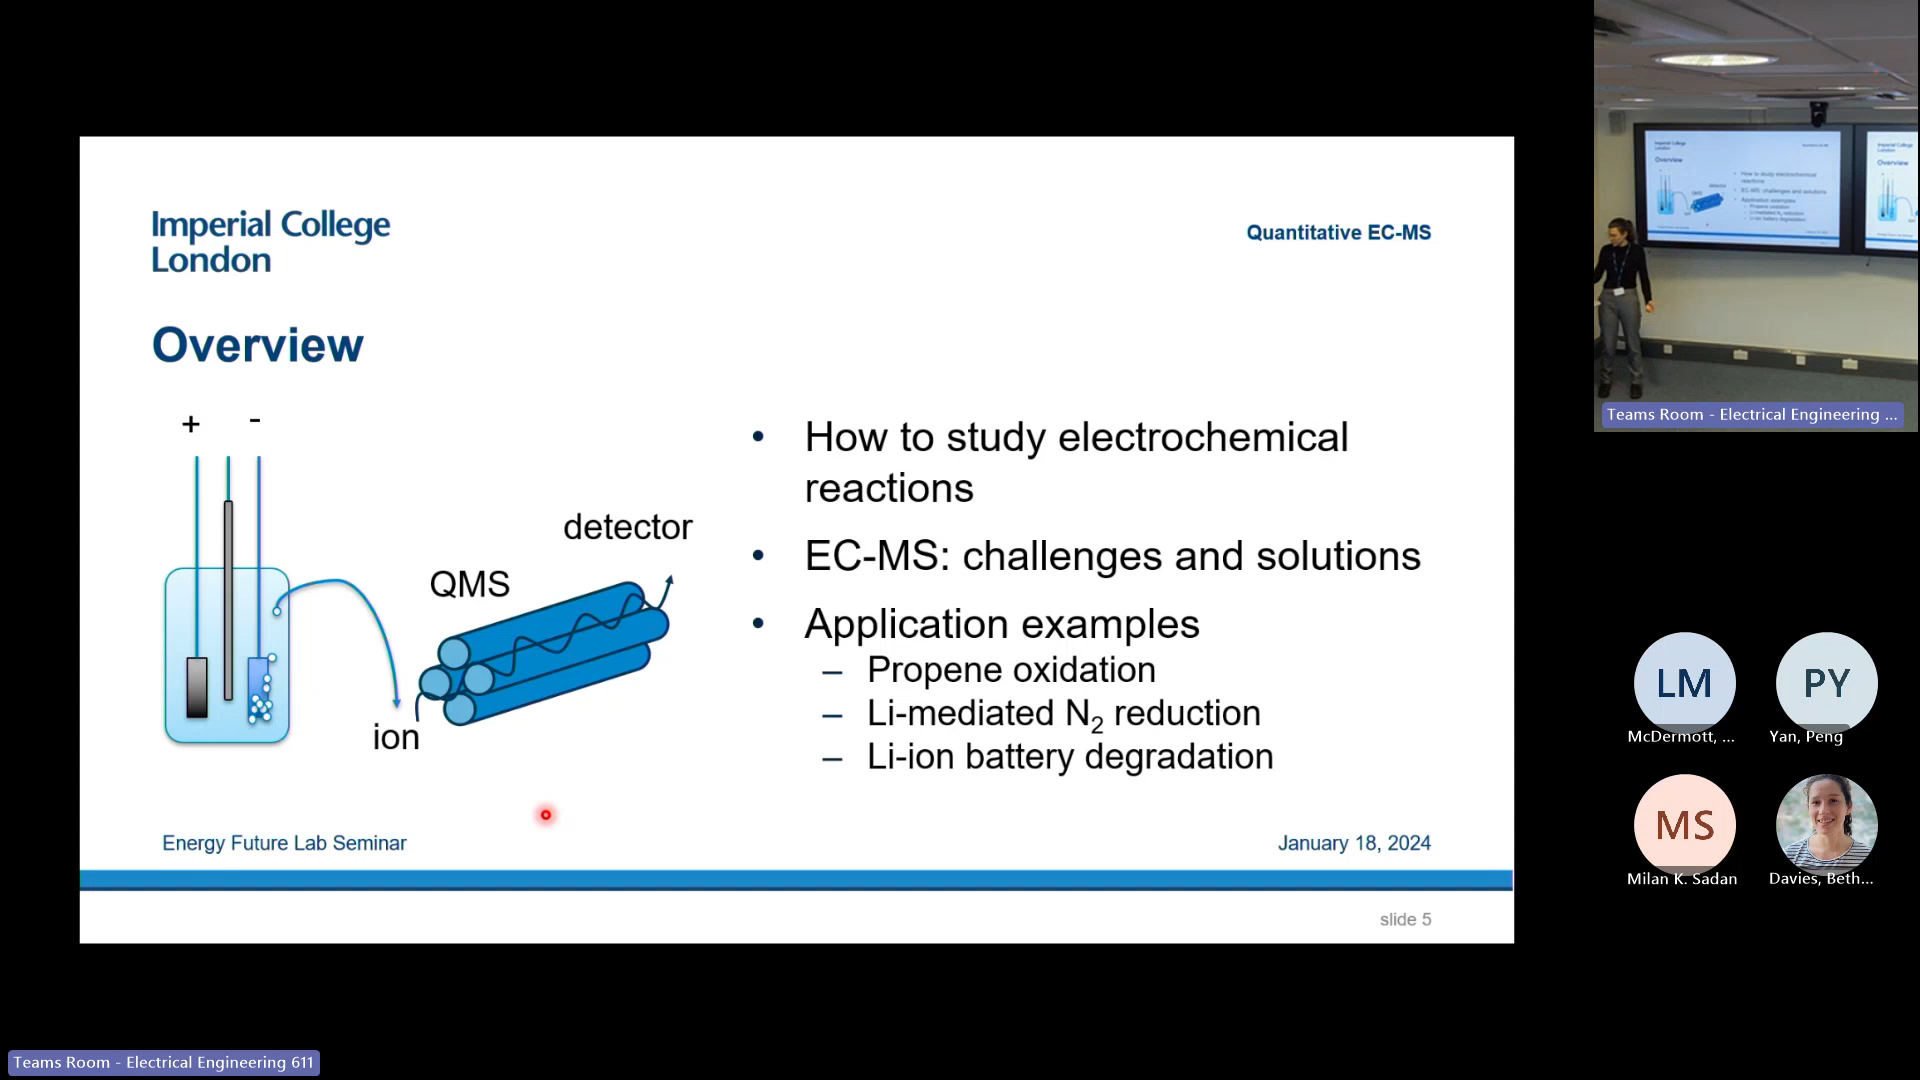 Imperial College
London
Quantitative EC-MS
Overview
+ -
detector
QMS
ion
• How to study electrochemical
reactions
• EC-MS: challenges and solutions
• Application examples
– Propene oxidation
– Li-mediated N₂ reduction
– Li-ion battery degradation
Energy Future Lab Seminar
January 18, 2024
slide 5
Teams Room - Electrical Engineering ...
LM
McDermott, ...
PY
Yan, Peng
MS
Milan K. Sadan
Davies, Beth...
Teams Room - Electrical Engineering 611